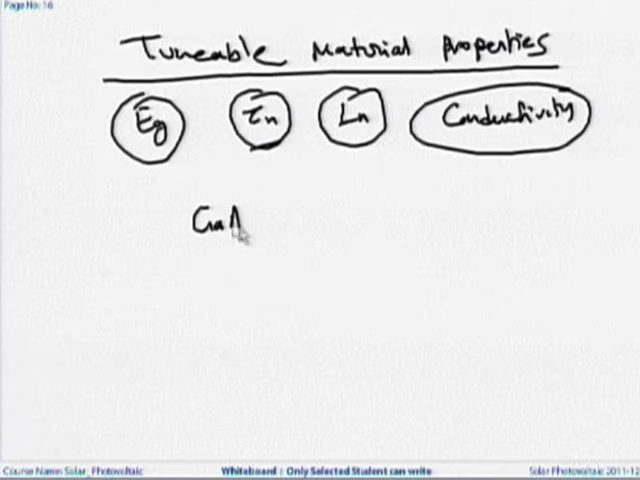 Page No: 16
Tuneable Material Properties
Eg τn Ln Conductivity
GaA
Course Name: Solar_Photovoltaic Whiteboard : Only Selected Student can write Solar Photovoltaic 2011-12